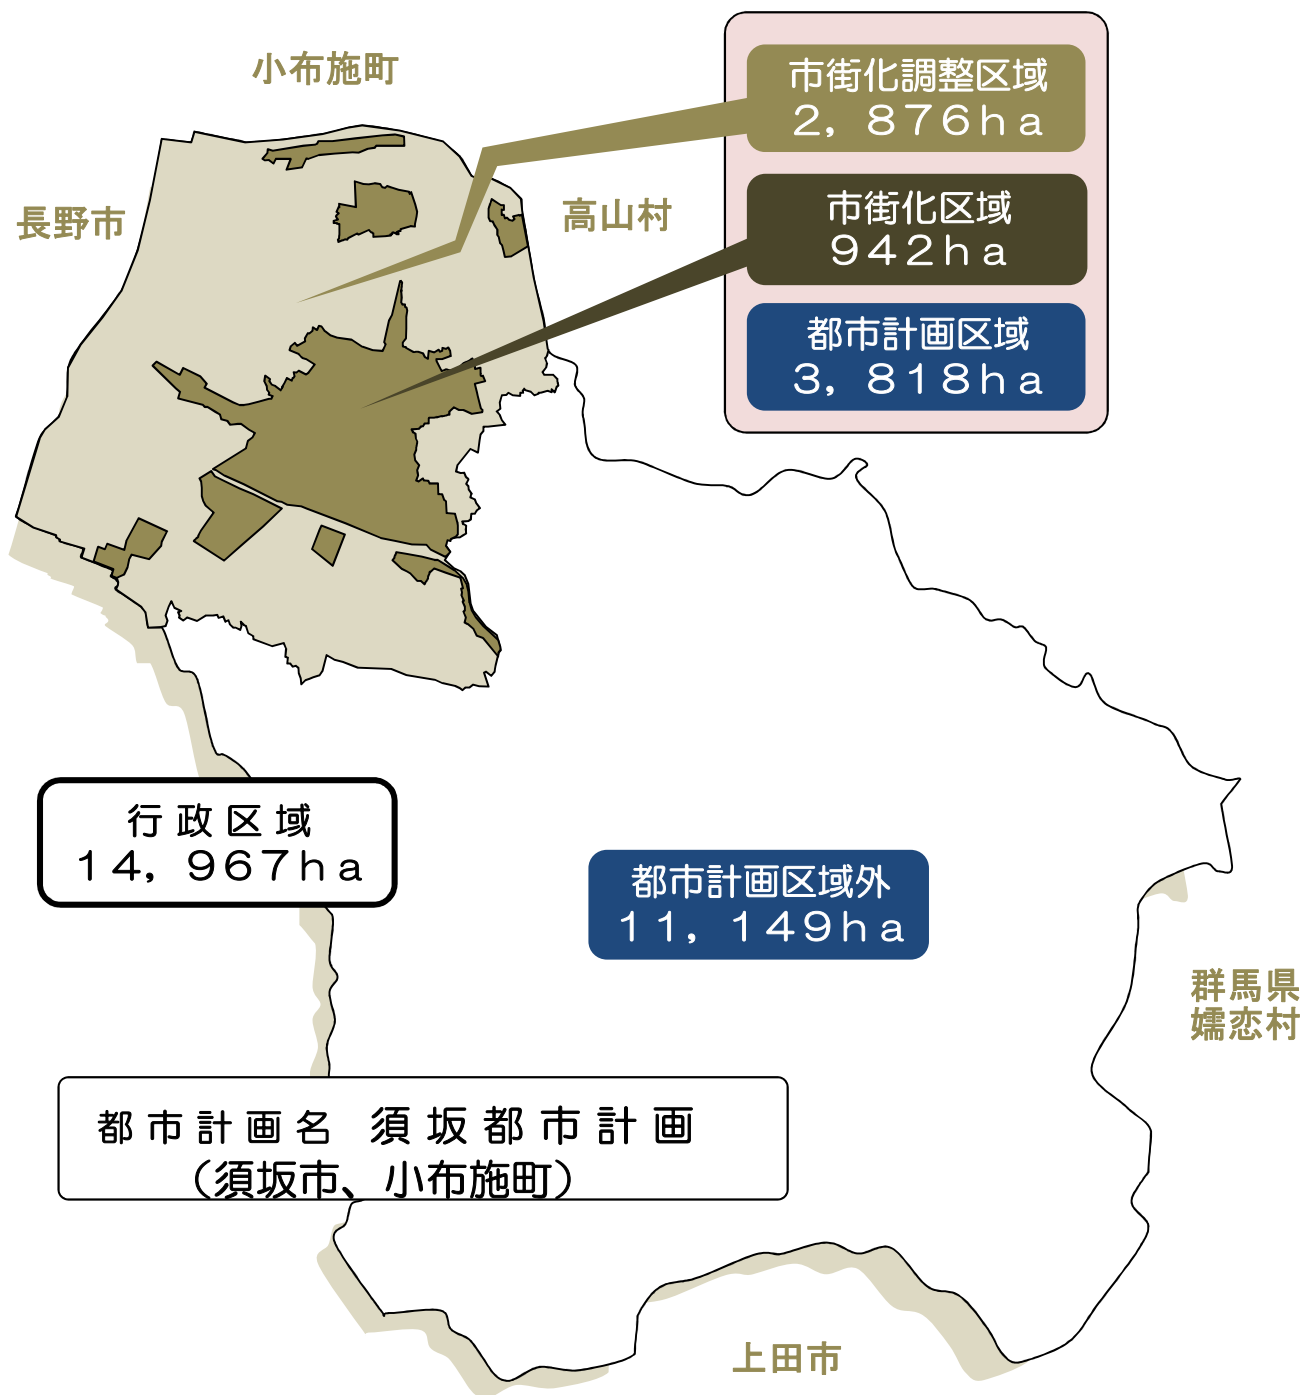 小布施町
長野市
高山村
市街化調整区域
2，876ha
市街化区域
942ha
都市計画区域
3，818ha
行政区域
14，967ha
都市計画区域外
11，149ha
群馬県
嬬恋村
都市計画名 須坂都市計画
（須坂市、小布施町）
上田市